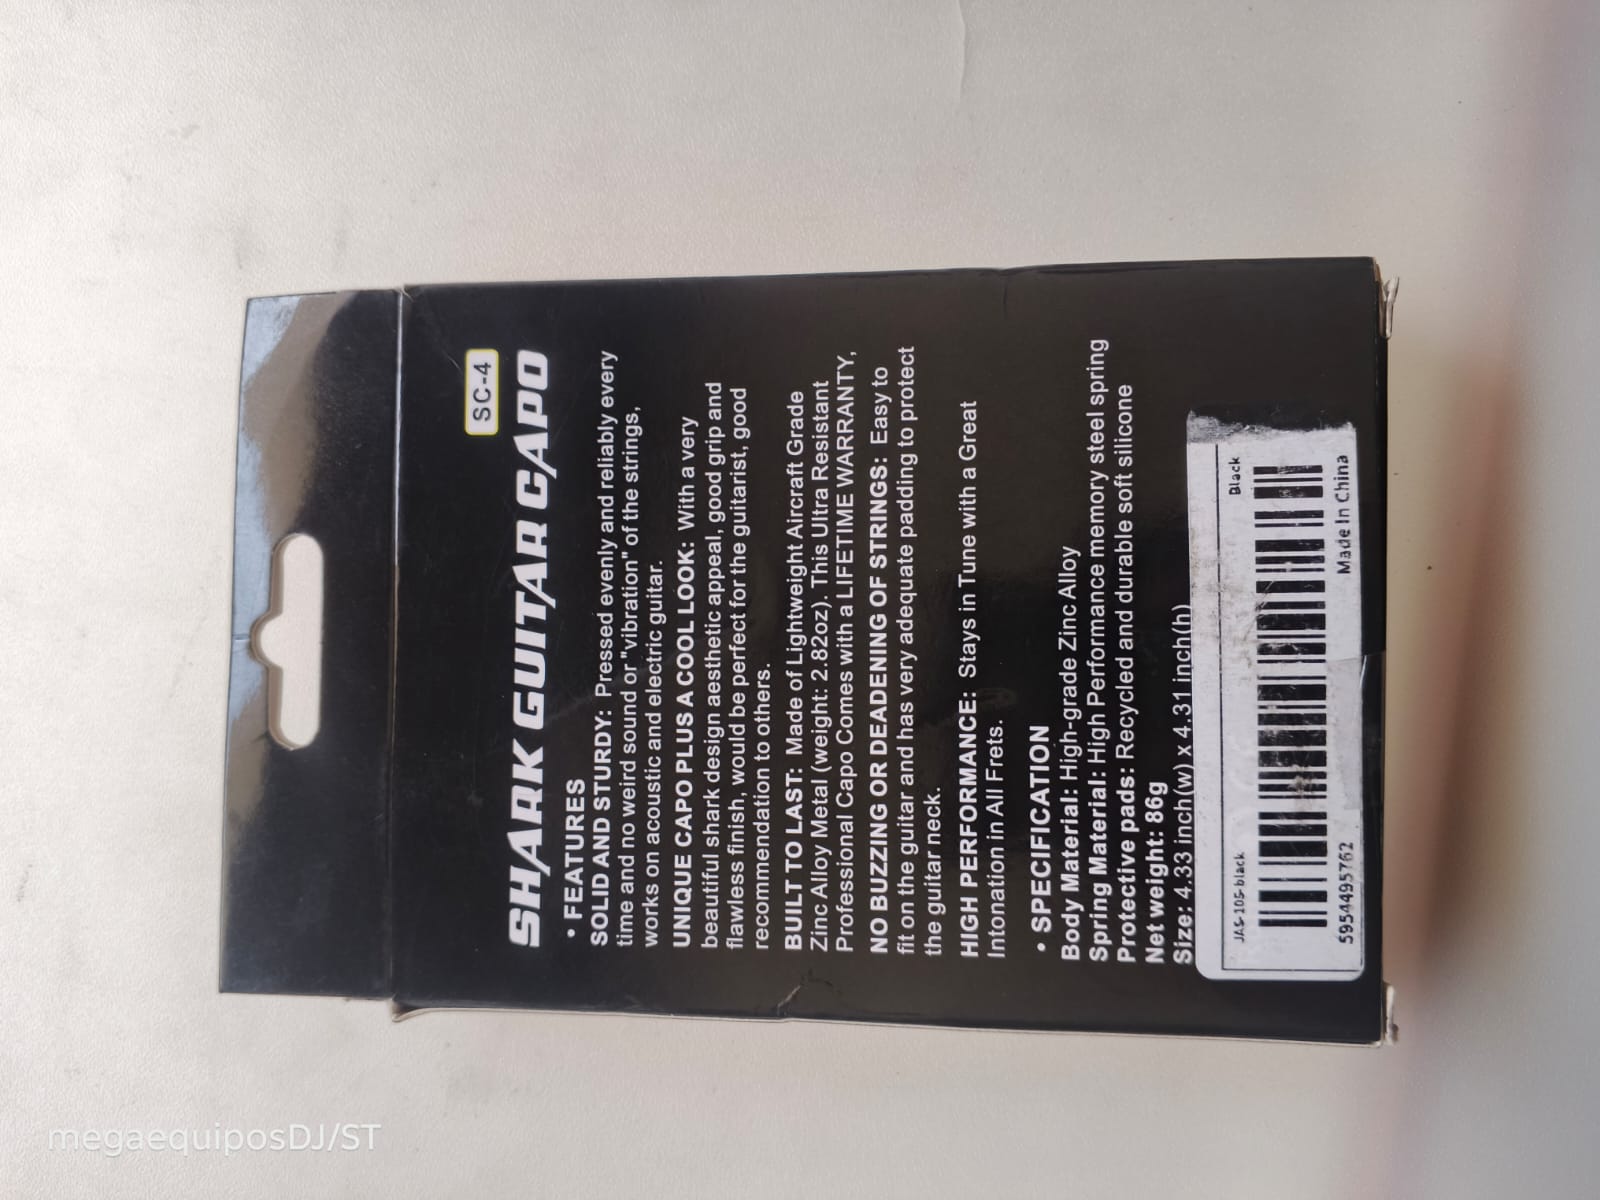 SC-4
SHARK GUITAR CAPO
• FEATURES
SOLID AND STURDY: Pressed evenly and reliably every
time and no weird sound or "vibration" of the strings,
works on acoustic and electric guitar.
UNIQUE CAPO PLUS A COOL LOOK: With a very
beautiful shark design aesthetic appeal, good grip and
flawless finish, would be perfect for the guitarist, good
recommendation to others.
BUILT TO LAST: Made of Lightweight Aircraft Grade
Zinc Alloy Metal (weight: 2.82oz). This Ultra Resistant
Professional Capo Comes with a LIFETIME WARRANTY,
NO BUZZING OR DEADENING OF STRINGS: Easy to
fit on the guitar and has very adequate padding to protect
the guitar neck.
HIGH PERFORMANCE: Stays in Tune with a Great
Intonation in All Frets.
• SPECIFICATION
Body Material: High-grade Zinc Alloy
Spring Material: High Performance memory steel spring
Protective pads: Recycled and durable soft silicone
Net weight: 86g
Size: 4.33 inch(w) x 4.31 inch(h)
JAS-105-black Black
5954495762 Made In China
megaequiposDJ/ST